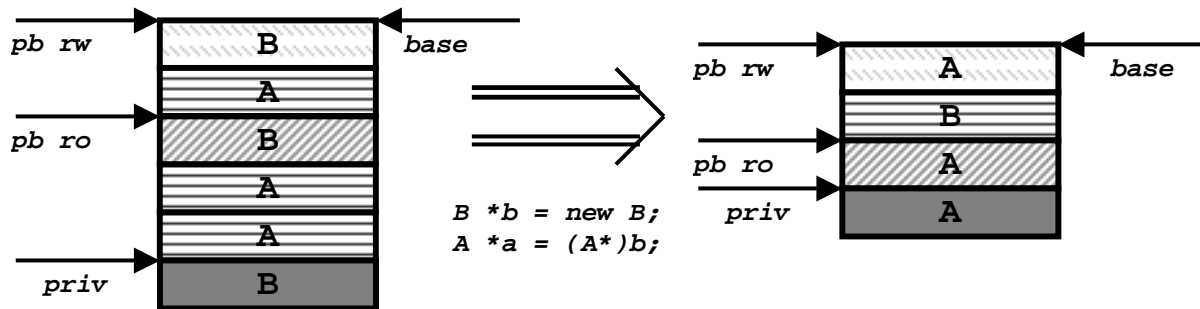 pb rw
B
base
A
pb ro
B
A
A
priv
B
B *b = new B;
A *a = (A*)b;
pb rw
A
base
B
pb ro
A
priv
A